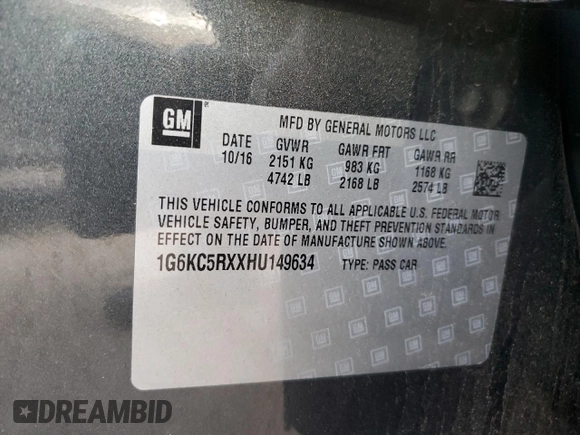 GM
MFD BY GENERAL MOTORS LLC
DATE GVWR GAWR FRT GAWR RR
10/16 2151 KG 983 KG 1168 KG
4742 LB 2168 LB 2574 LB
THIS VEHICLE CONFORMS TO ALL APPLICABLE U.S. FEDERAL MOTOR
VEHICLE SAFETY, BUMPER, AND THEFT PREVENTION STANDARDS
IN EFFECT ON THE DATE OF MANUFACTURE SHOWN ABOVE.
1G6KC5RXXHU149634 TYPE: PASS CAR
DREAMBID